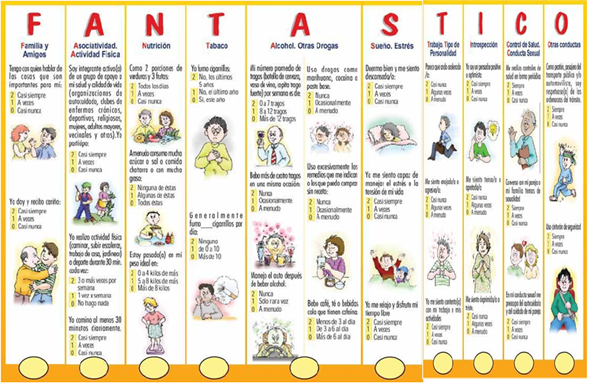 F A N T A S T I C O
Familia y
Amigos
Tengo con quien hablar de
las cosas que son
importantes para mi:
2 Casi siempre
1 A veces
0 Casi nunca
Yo doy y recibo cariño:
2 Casi siempre
1 A veces
0 Casi nunca
Asociatividad.
Actividad Física
Soy integrante activo(a)
de un grupo de apoyo a
mi salud y calidad de vida
(organizaciones de
autocuidado, clubes de
enfermos crónicos,
deportivas, religiosas,
mujeres, adultos mayores,
vecinales y otras). Yo
participo:
2 Casi siempre
1 A veces
0 Casi nunca
Yo realizo actividad física
(caminar, subir escaleras,
trabajo de casa, jardineo)
o deporte durante 30 min.
cada vez:
2 3 o más veces por
semana
1 1 vez x semana
0 No hago nada
Yo camino al menos 30
minutos diariamente.
2 Casi siempre
1 A veces
0 Casi nunca
Nutrición
Como 2 porciones de
verduras y 3 frutas:
2 Todos los días
1 A veces
0 Casi nunca
Amenudo consumo mucha
azúcar o sal o comida
chatarra o con mucha
grasa:
2 Ninguna de éstas
1 Algunas de éstas
0 Todas éstas
Estoy pasado(a) en mi
peso ideal en:
2 0 a 4 kilos de más
1 5 a 8 kilos de más
0 Más de 8 kilos
Tabaco
Yo fumo cigarrillos:
2 No, los últimos
5 años
1 No, el último año
0 Si, este año
Generalmente
fumo ___ cigarrillos por
día:
2 Ninguno
1 de 0 a 10
0 Más de 10
Alcohol. Otras Drogas
Mi número promedio de
tragos (botella de cerveza,
vaso de vino, copita trago
fuerte) por semana es de:
2 0 a 7 tragos
1 8 a 12 tragos
0 Más de 12 tragos
Bebo más de cuatro tragos
en una misma ocasión
2 Nunca
1 Ocasionalmente
0 A menudo
Manejo el auto después
de beber alcohol:
2 Nunca
1 Solo rara vez
0 A menudo
Uso drogas como
marihuana, cocaína o
pasta base:
2 Nunca
1 Ocasionalmente
0 A menudo
Uso excesivamente los
remedios que me indican
o los que puedo comprar
sin receta:
2 Nunca
1 Ocasionalmente
0 A menudo
Bebo café, té o bebidas
cola que tienen cafeína
2 Menos de 3 al día
1 De 3 a 6 al día
0 Más de 6 al día
Sueño. Estrés
Duermo bien y me siento
descansado/a:
2 Casi siempre
1 A veces
0 Casi nunca
Yo me siento capaz de
manejar el estrés o la
tensión de mi vida
2 Casi siempre
1 A veces
0 Casi nunca
Yo me relajo y disfruto mi
tiempo libre
2 Casi siempre
1 A veces
0 Casi nunca
Trabajo. Tipo de
Personalidad
2 Casi nunca
1 Algunas veces
0 A menudo
Me siento enojado/a o
agresivo/a:
2 Casi nunca
1 Algunas veces
0 A menudo
Yo me siento contento(a)
con mi trabajo y mis
actividades
2 Casi siempre
1 A veces
0 Casi nunca
Introspección
Yo soy un pensador positivo
u optimista:
2 Casi siempre
1 A veces
0 Casi nunca
Me siento tenso/a o
apretado/a:
2 Casi nunca
1 Algunas veces
0 A menudo
Me siento deprimido/a o
triste:
2 Casi nunca
1 Algunas veces
0 A menudo
Control de Salud.
Conducta Sexual
Me realizo controles de
salud en forma periódica
2 Siempre
1 A veces
0 Casi nunca
Converso con mi pareja o
mi familia temas de
sexualidad
2 Siempre
1 A veces
0 Casi nunca
En mi conducta sexual me
preocupo del autocuidado
y del cuidado de mi pareja
2 Siempre
1 A veces
0 Casi nunca
Otras conductas
Como peatón, pasajero del
transporte público y/o
automovilista, soy
respetuoso(a) de las
ordenanzas de tránsito.
2 Siempre
1 A veces
0 Casi nunca
Uso cinturón de seguridad
2 Siempre
1 A veces
0 Casi nunca